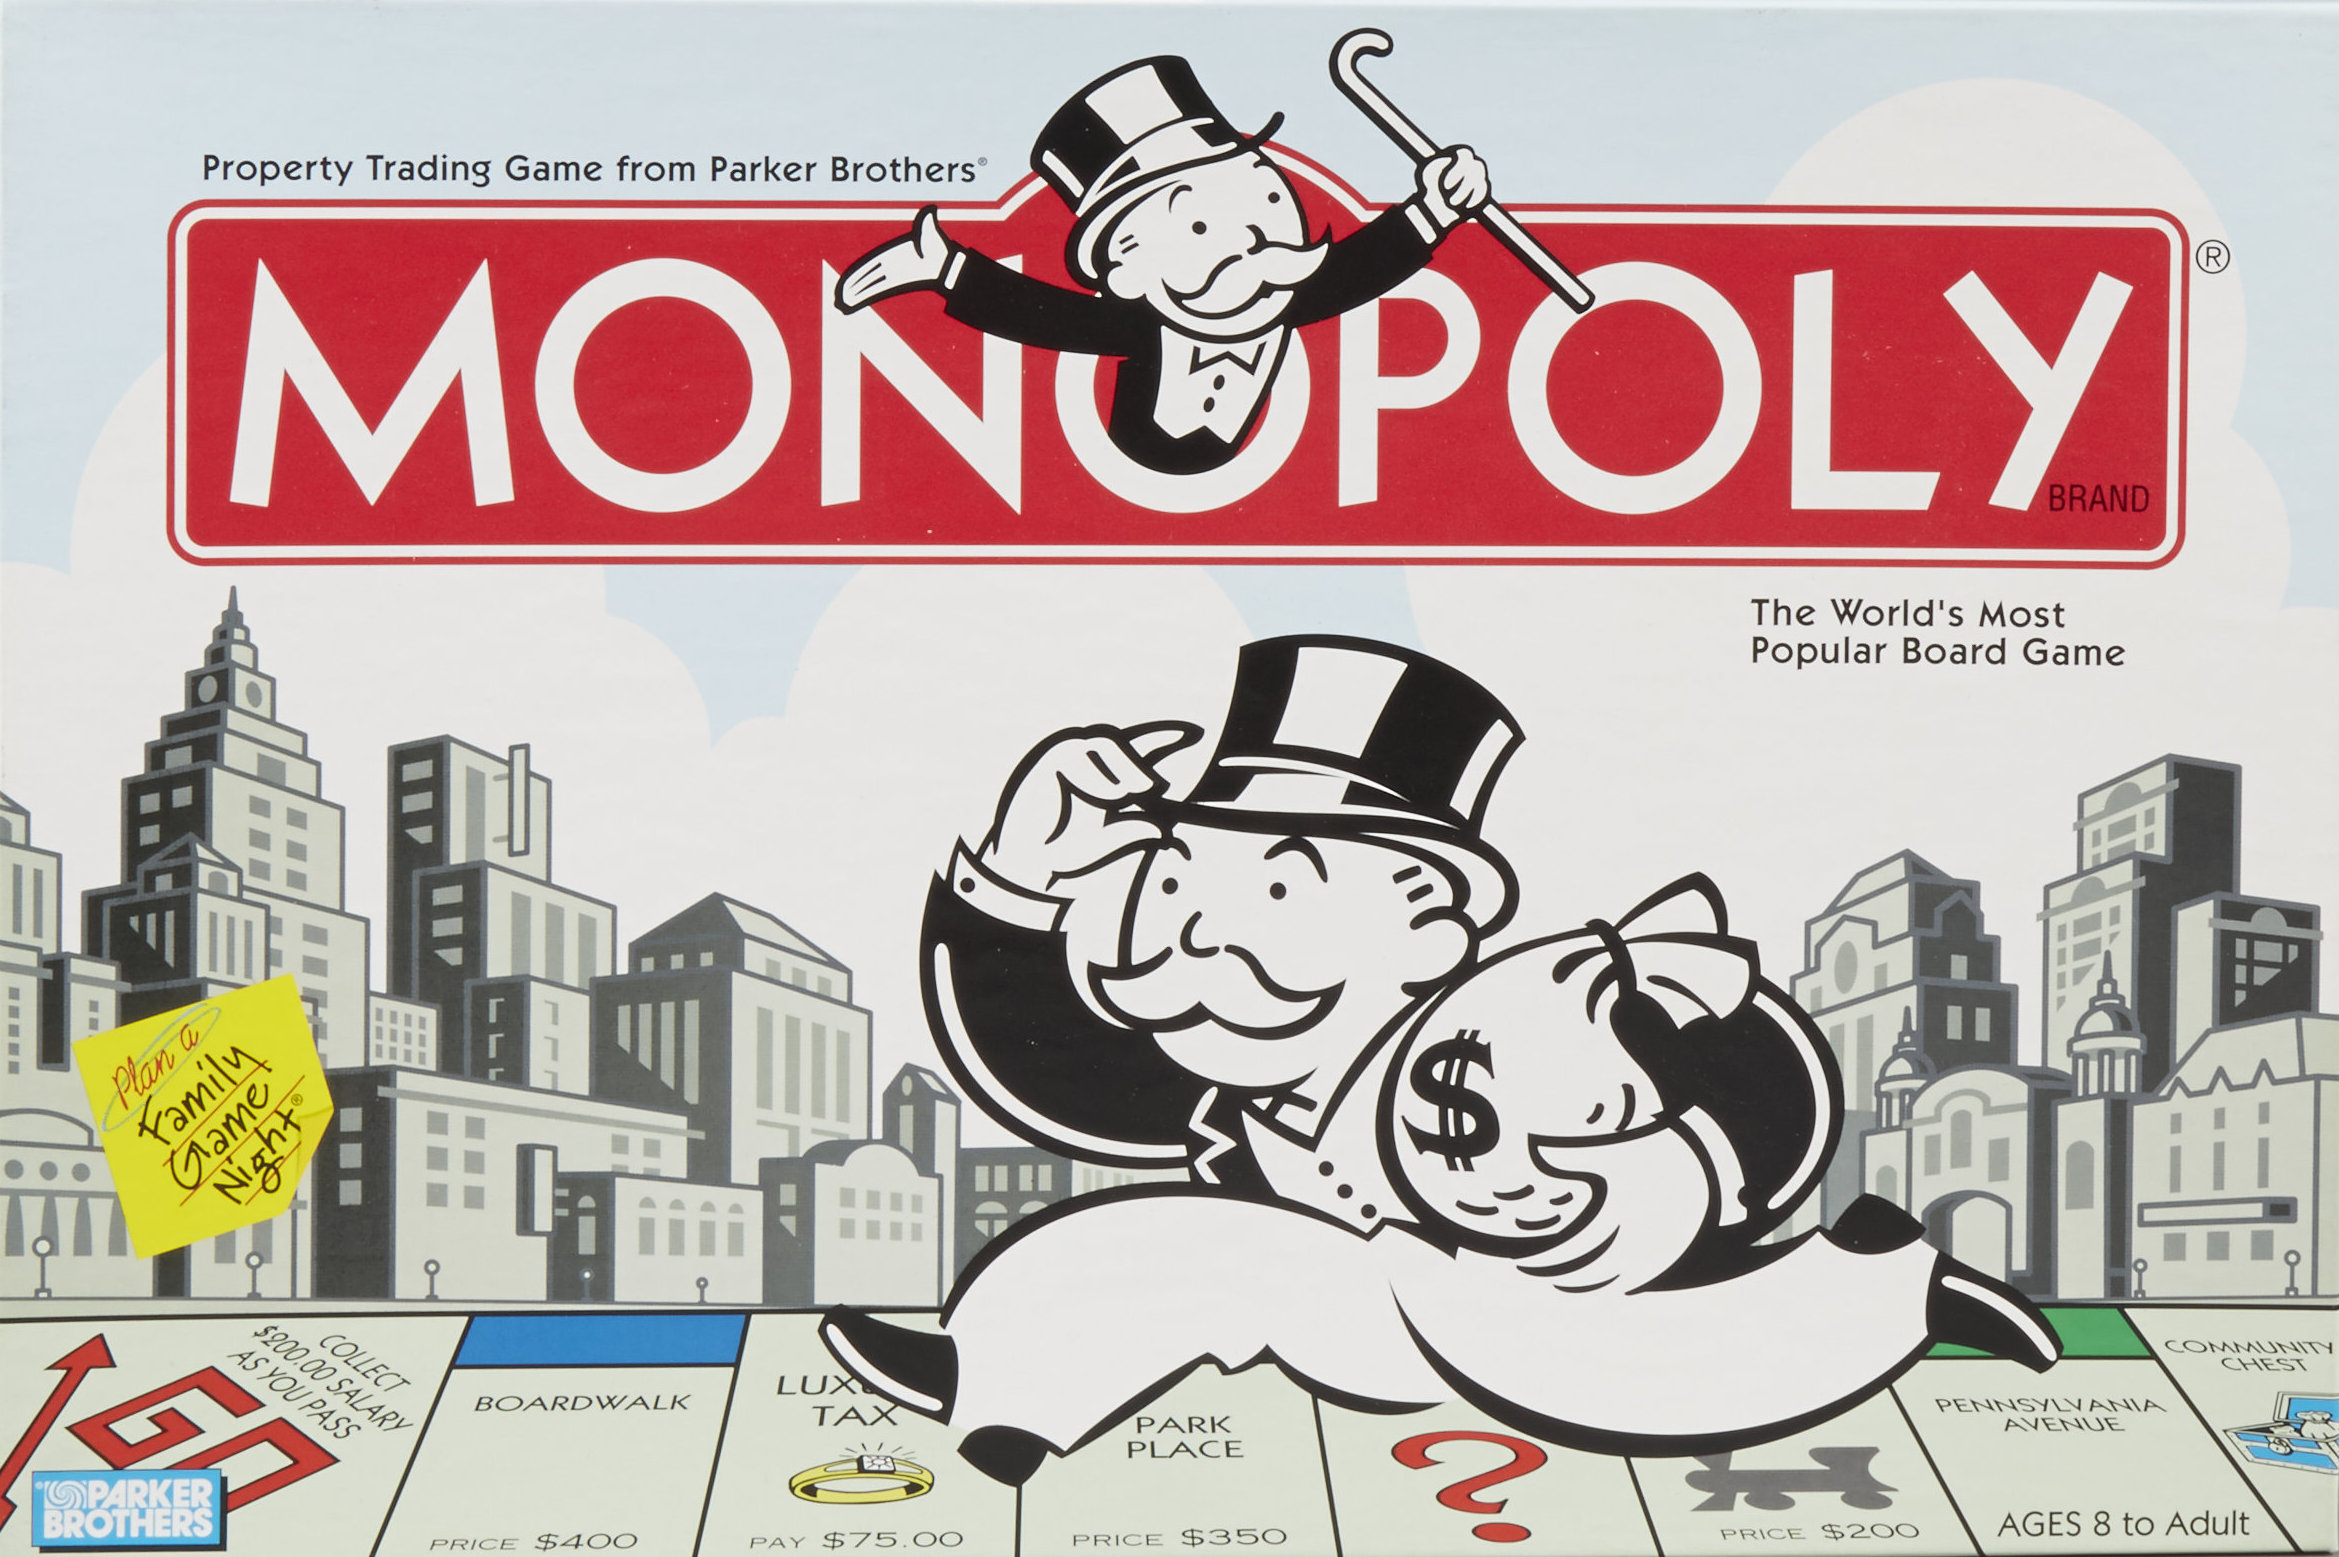 Property Trading Game from Parker Brothers®
MONOPOLY®
BRAND
The World's Most
Popular Board Game
$
Plan a
Family
Game
Night®
COLLECT
$200.00 SALARY
AS YOU PASS
GO
PARKER
BROTHERS
BOARDWALK
PRICE $400
LUXURY
TAX
PAY $75.00
PARK
PLACE
PRICE $350
?
PRICE $200
PENNSYLVANIA
AVENUE
COMMUNITY
CHEST
AGES 8 to Adult